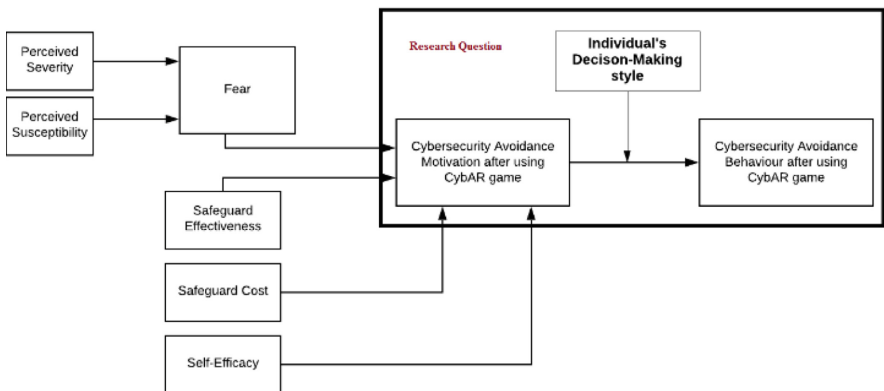 Perceived
Severity
Perceived
Susceptibility
Fear
Research Question
Individual's
Decison-Making
style
Cybersecurity Avoidance
Motivation after using
CybAR game
Cybersecurity Avoidance
Behaviour after using
CybAR game
Safeguard
Effectiveness
Safeguard Cost
Self-Efficacy